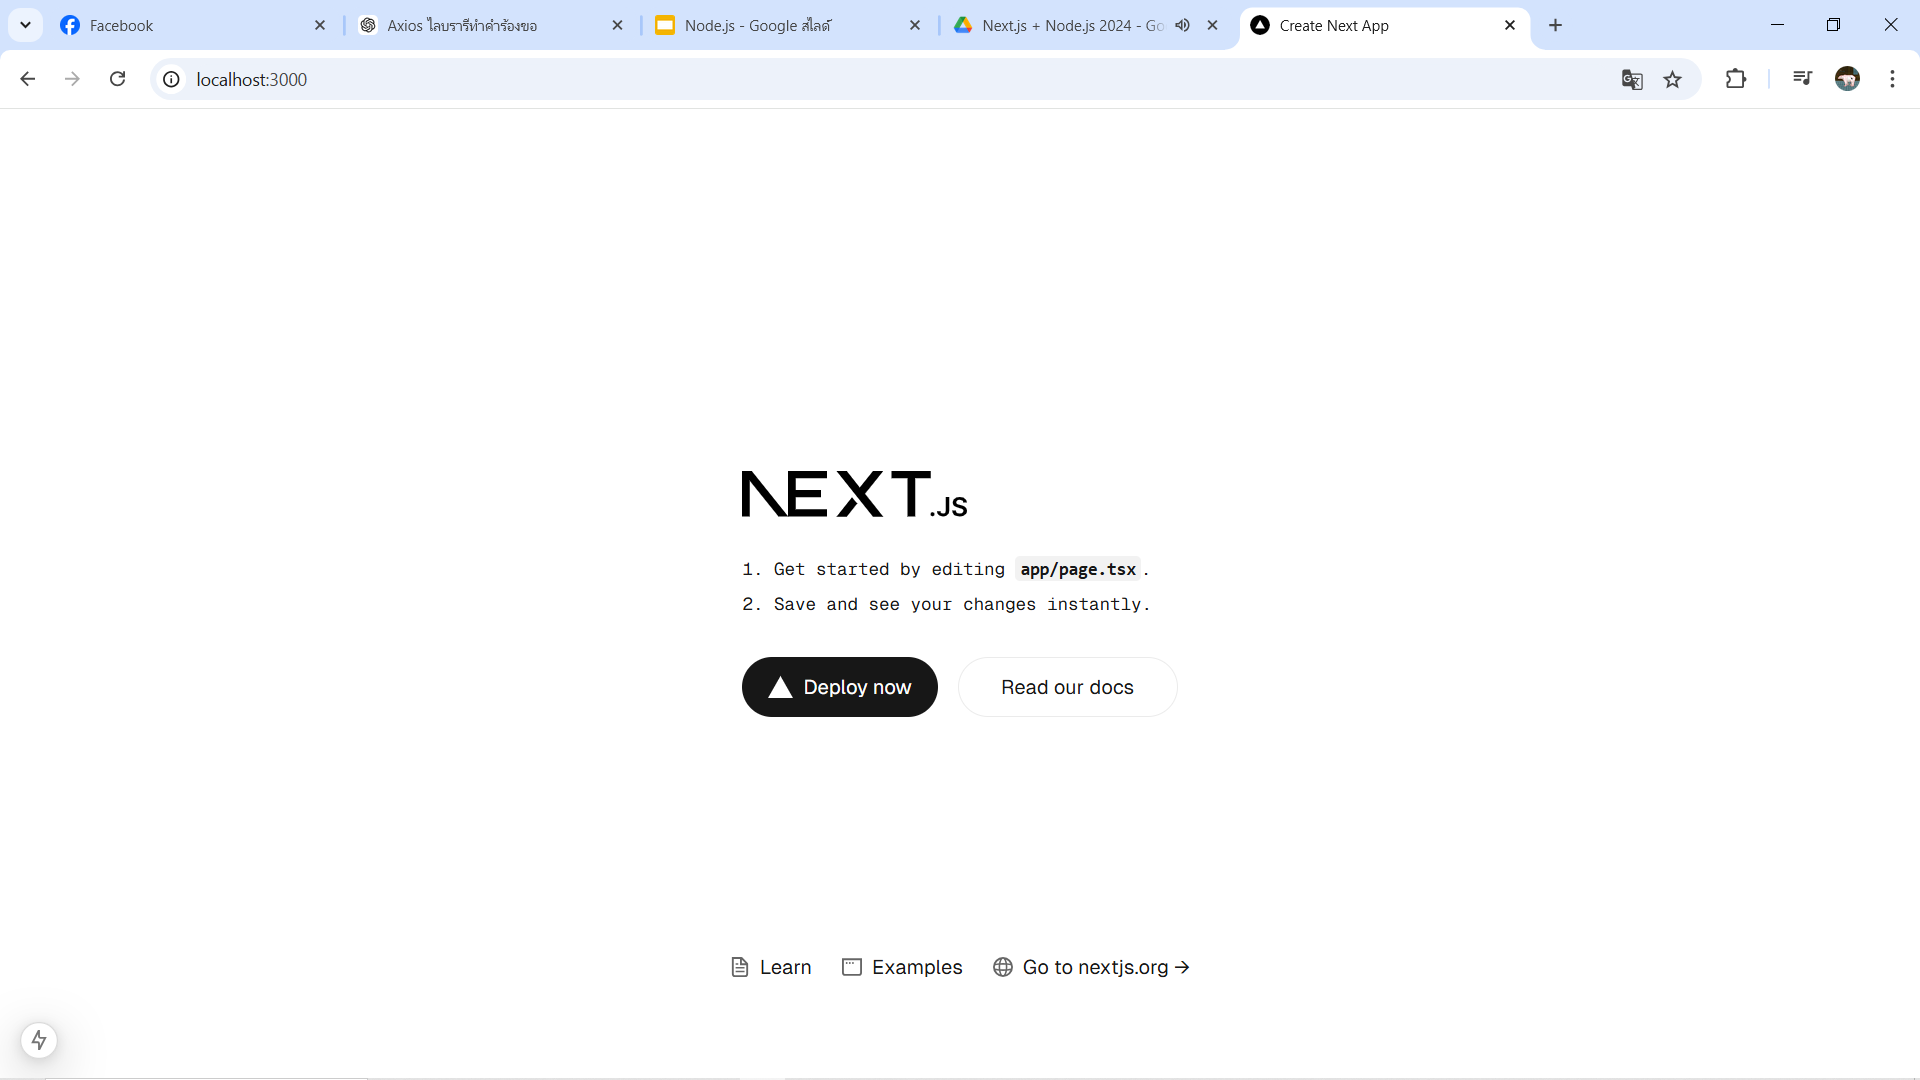 Facebook
Axios ไลบรารีทำคำร้องขอ
Node.js - Google สไลด์
Next.js + Node.js 2024 - Go
Create Next App
localhost:3000
NEXT.JS
1. Get started by editing app/page.tsx.
2. Save and see your changes instantly.
Deploy now
Read our docs
Learn
Examples
Go to nextjs.org →